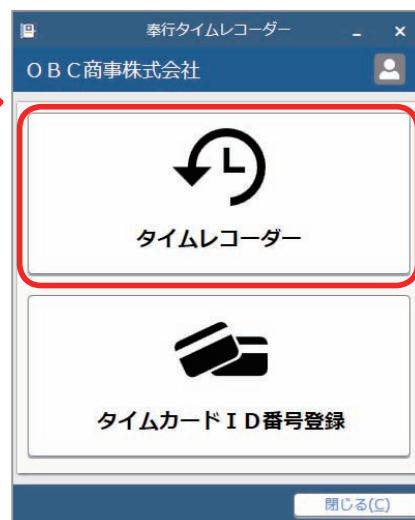 奉行タイムレコーダー
ＯＢＣ商事株式会社
タイムレコーダー
タイムカードＩＤ番号登録
閉じる(C)